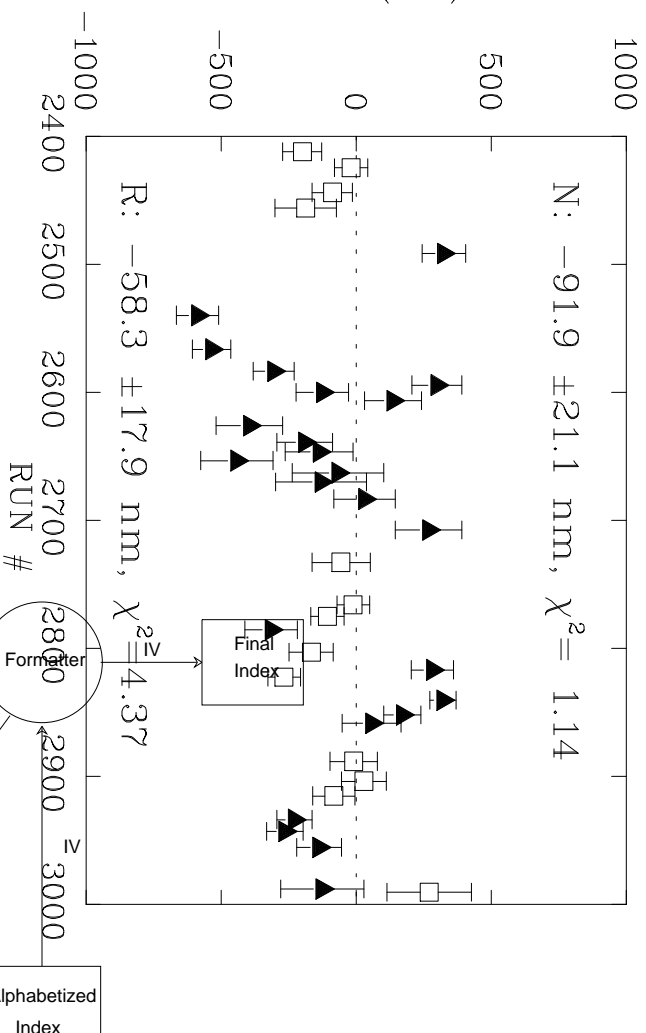 1000
500
0
−500
−1000
N: −91.9 ±21.1 nm, χ²= 1.14
R: −58.3 ±17.9 nm, χ²=4.37
2400
2500
2600
2700
2800
2900
3000
RUN #
Formatter
IV
Final
Index
IV
lphabetized
Index